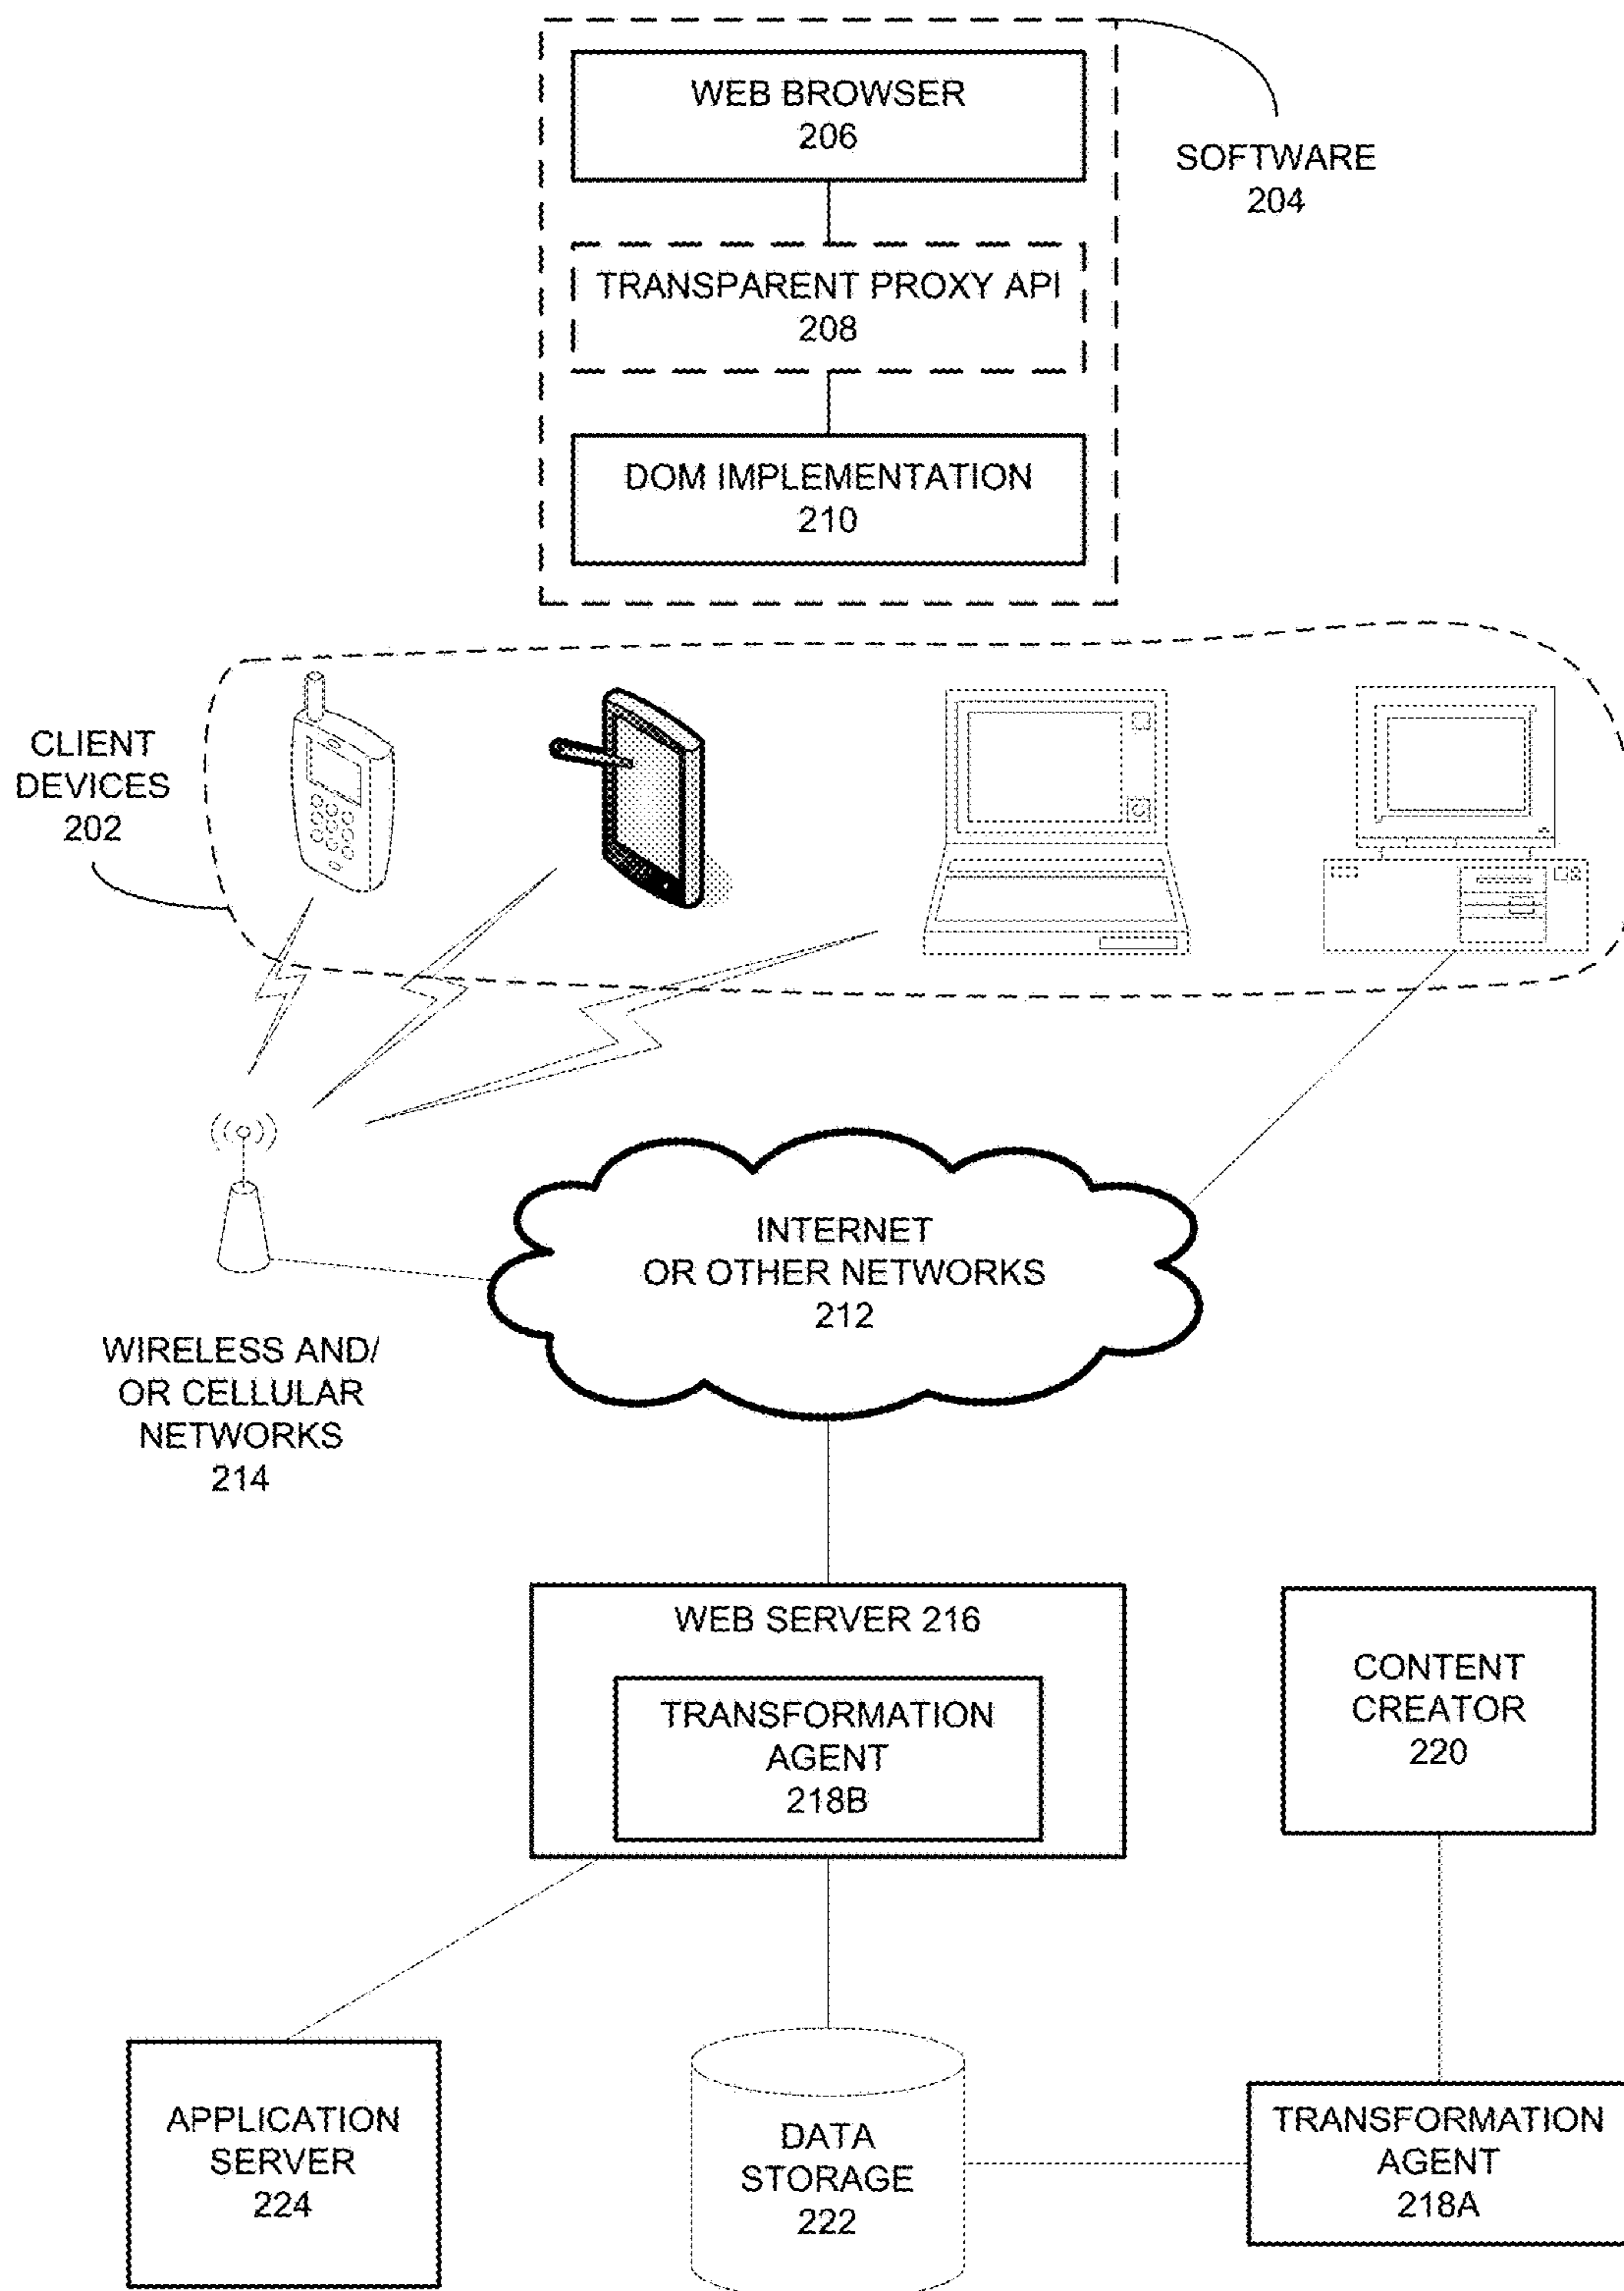 WEB BROWSER
206
SOFTWARE
204
TRANSPARENT PROXY API
208
DOM IMPLEMENTATION
210
CLIENT
DEVICES
202
INTERNET
OR OTHER NETWORKS
212
WIRELESS AND/
OR CELLULAR
NETWORKS
214
WEB SERVER 216
TRANSFORMATION
AGENT
218B
CONTENT
CREATOR
220
APPLICATION
SERVER
224
DATA
STORAGE
222
TRANSFORMATION
AGENT
218A